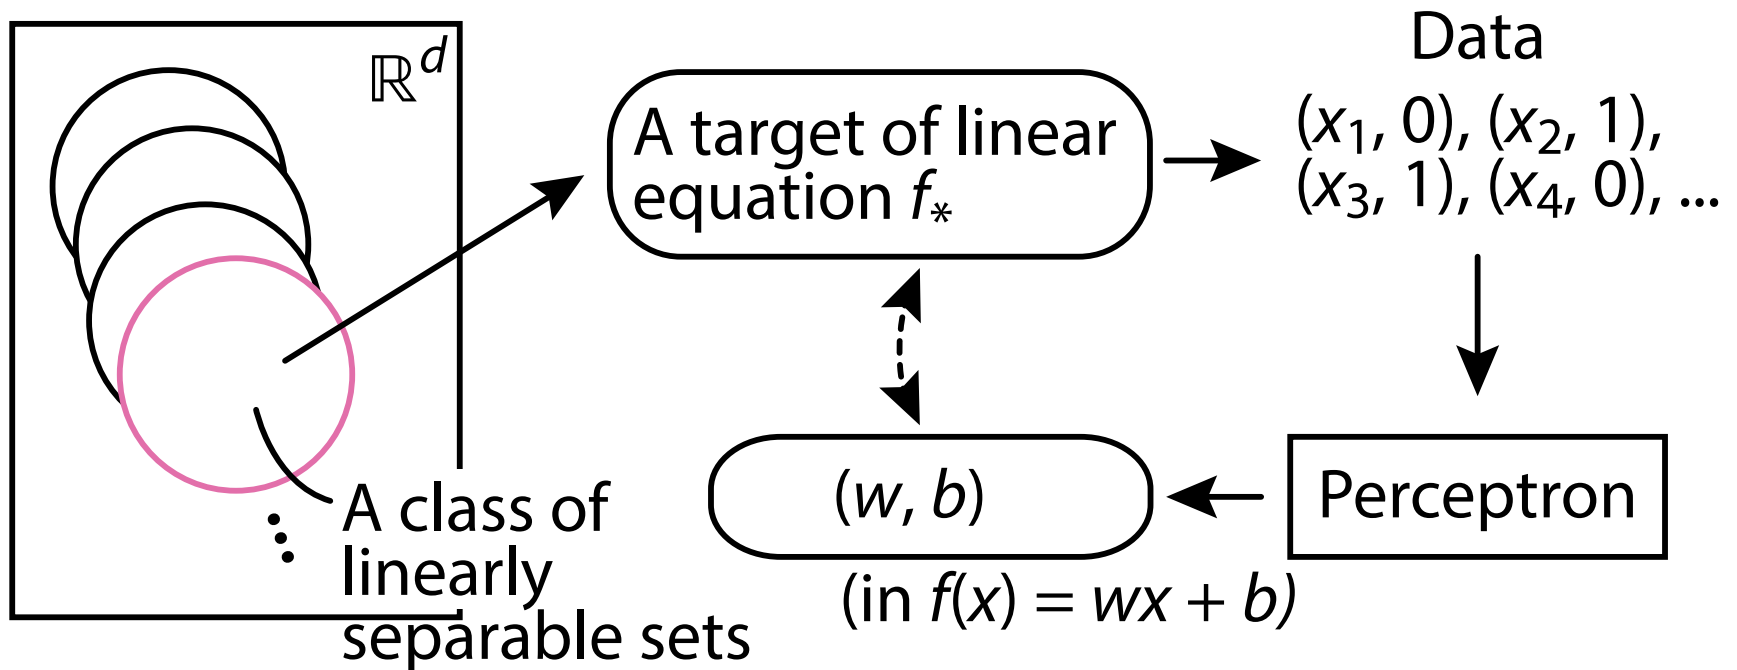 ℝᵈ
A target of linear
equation f*
Data
(x₁, 0), (x₂, 1),
(x₃, 1), (x₄, 0), ...
Perceptron
(w, b)
(in f(x) = wx + b)
A class of
linearly
separable sets